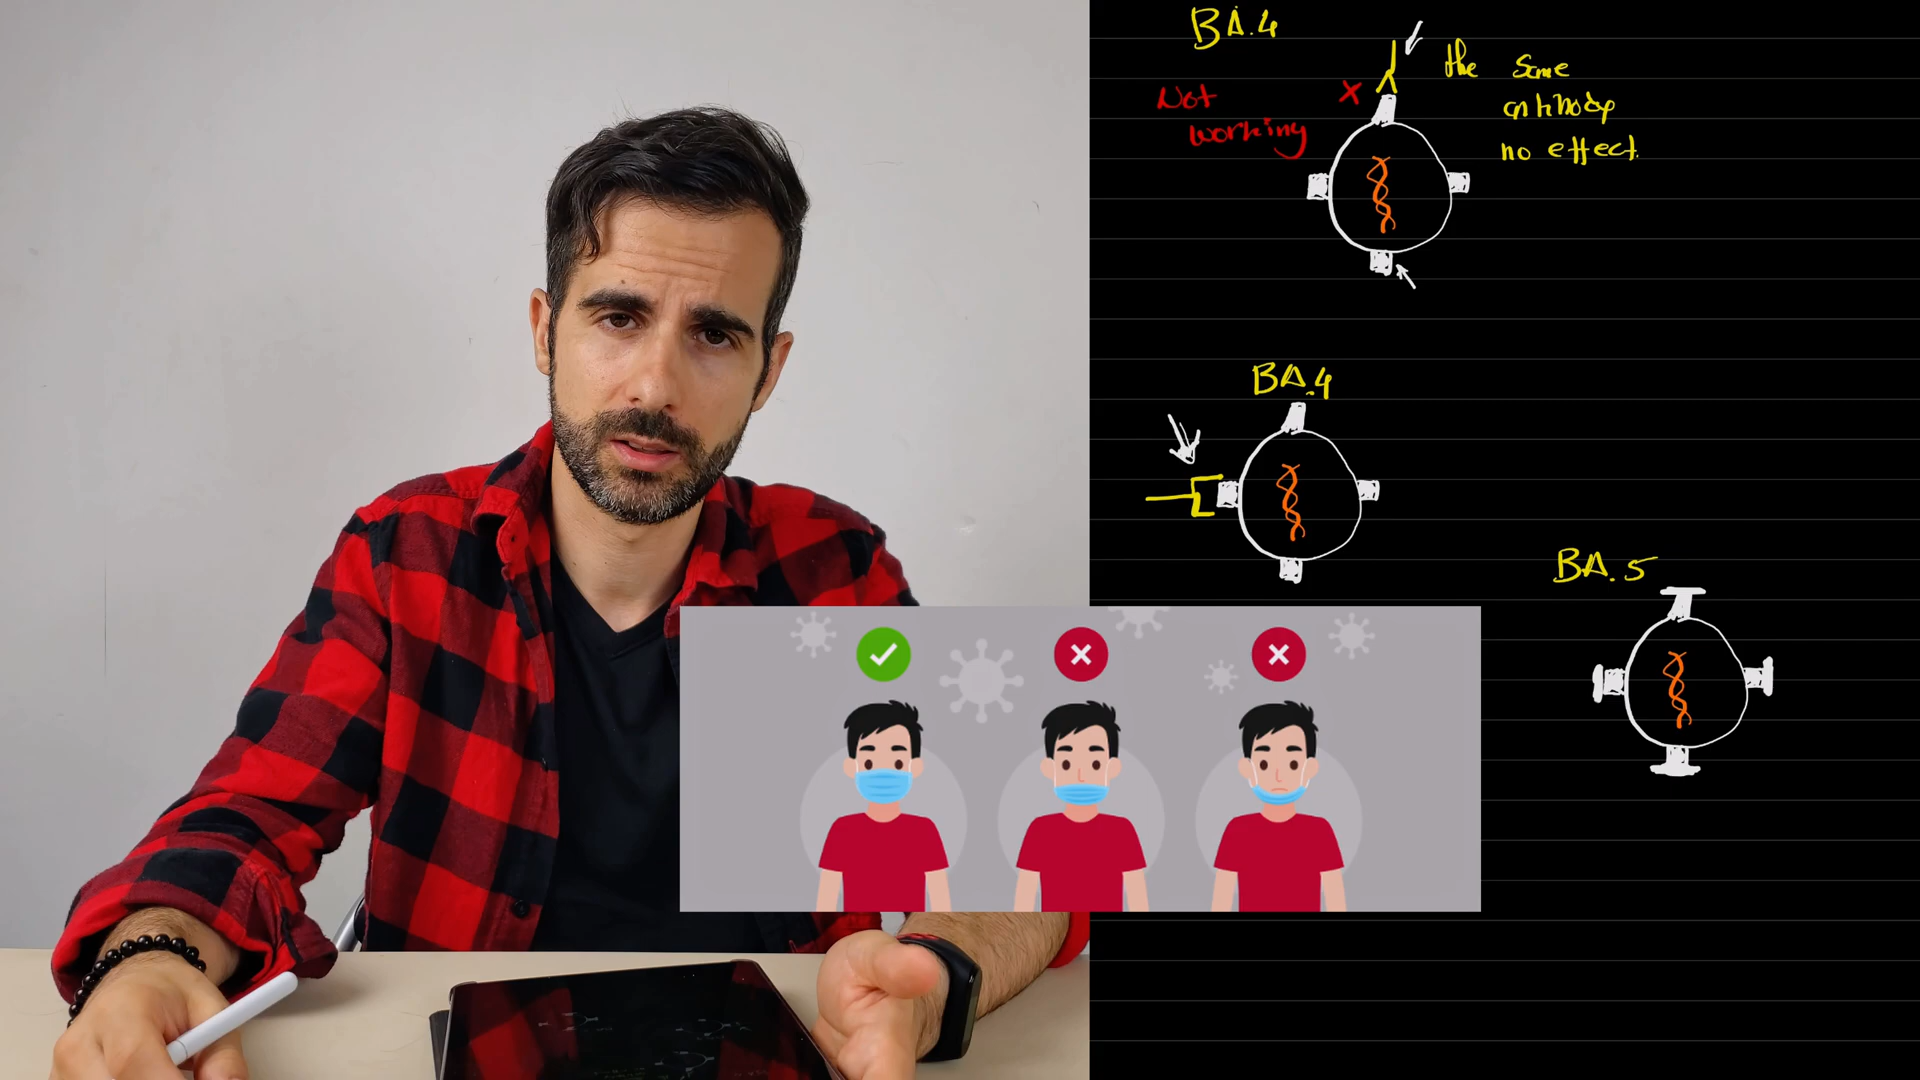 BA.4
the same
Not
antibody
working
no effect.
BA.4
BA.5